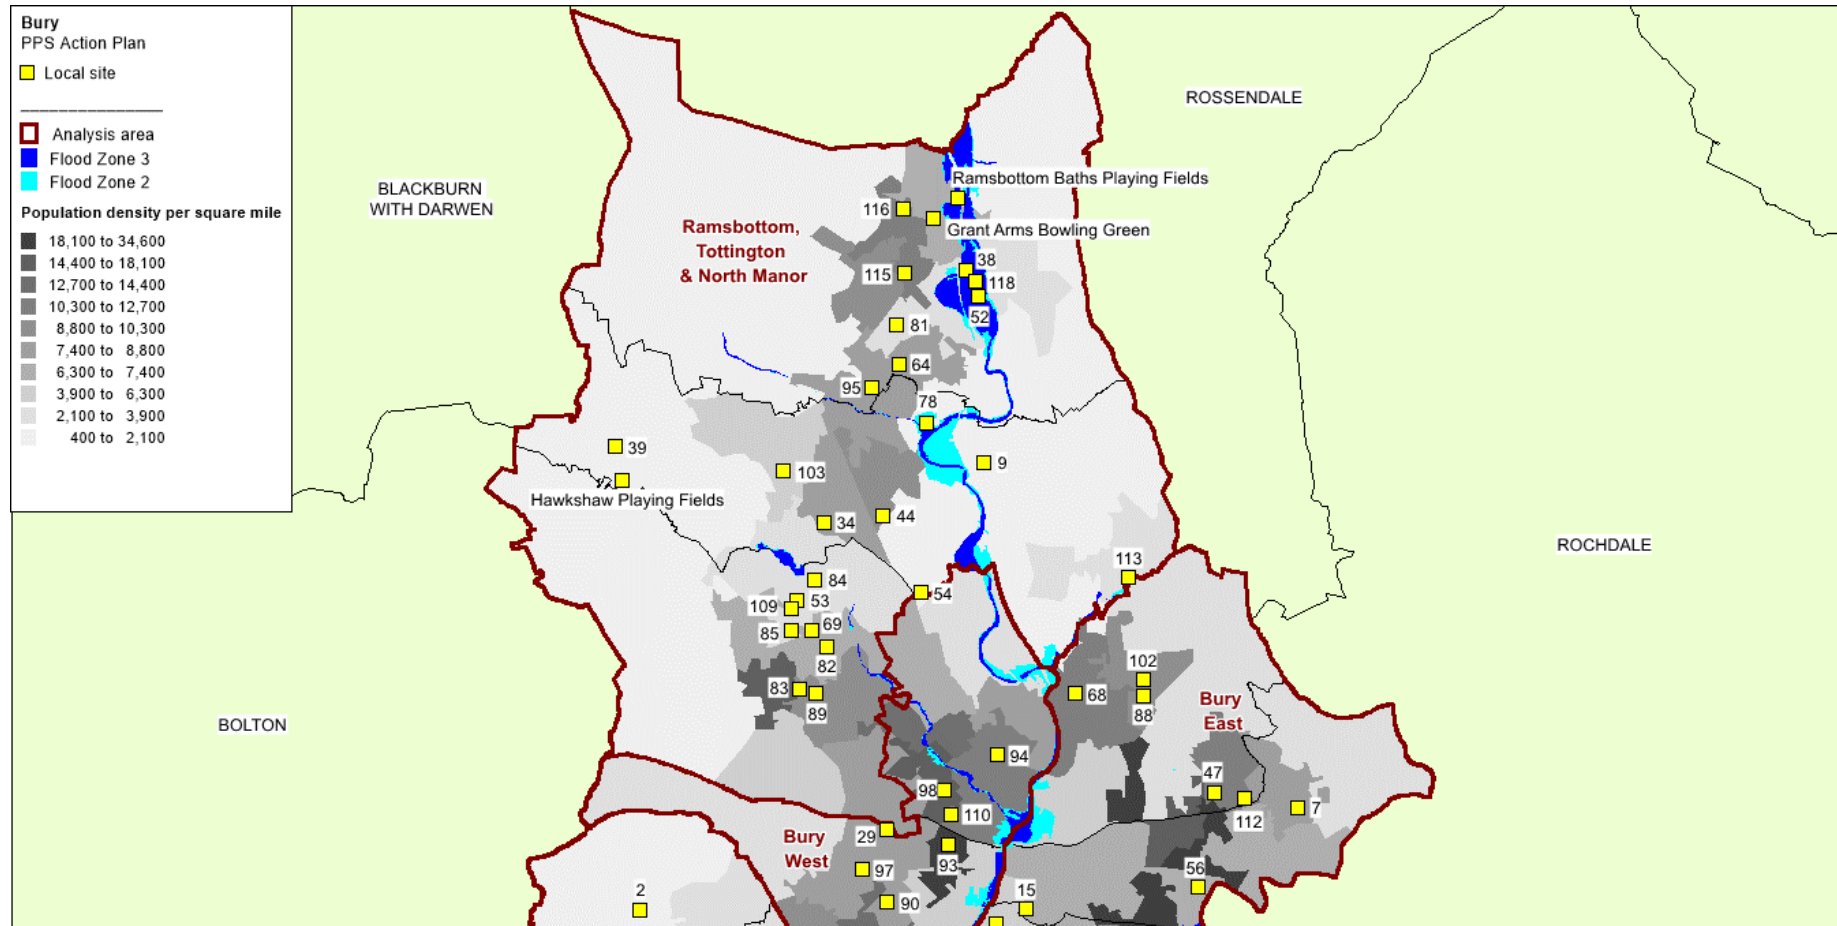 Bury
PPS Action Plan
Local site
Analysis area
Flood Zone 3
Flood Zone 2
Population density per square mile
18,100 to 34,600
14,400 to 18,100
12,700 to 14,400
10,300 to 12,700
8,800 to 10,300
7,400 to 8,800
6,300 to 7,400
3,900 to 6,300
2,100 to 3,900
400 to 2,100
ROSSENDALE
BLACKBURN
WITH DARWEN
Ramsbottom Baths Playing Fields
116
Grant Arms Bowling Green
Ramsbottom,
Tottington
& North Manor
38
115
118
52
81
64
95
78
39
103
9
Hawkshaw Playing Fields
34
44
ROCHDALE
113
84
54
53
109
69
85
82
102
83
68
88
89
Bury
East
BOLTON
94
47
98
7
110
112
29
Bury
West
93
97
56
2
15
90